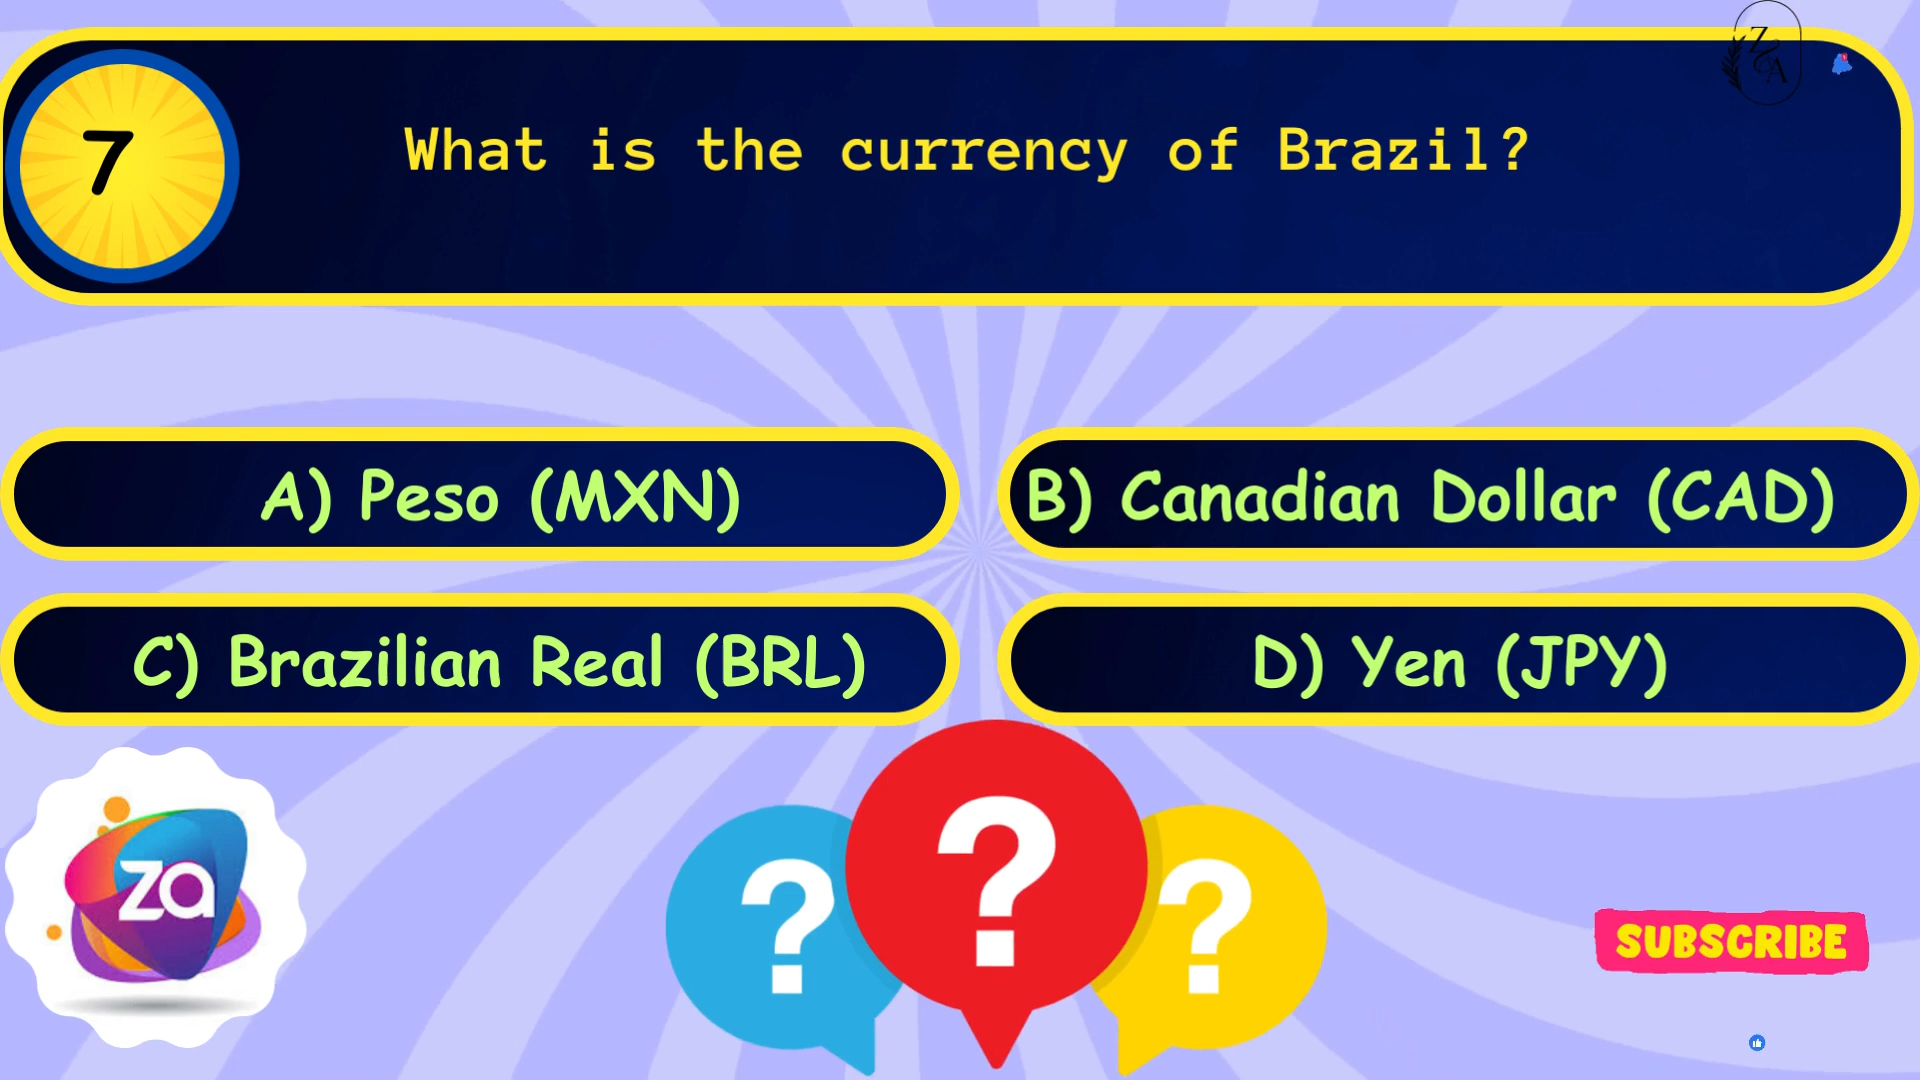 Z
&
A
7
What is the currency of Brazil?
A) Peso (MXN)
B) Canadian Dollar (CAD)
C) Brazilian Real (BRL)
D) Yen (JPY)
za
?
?
?
SUBSCRIBE